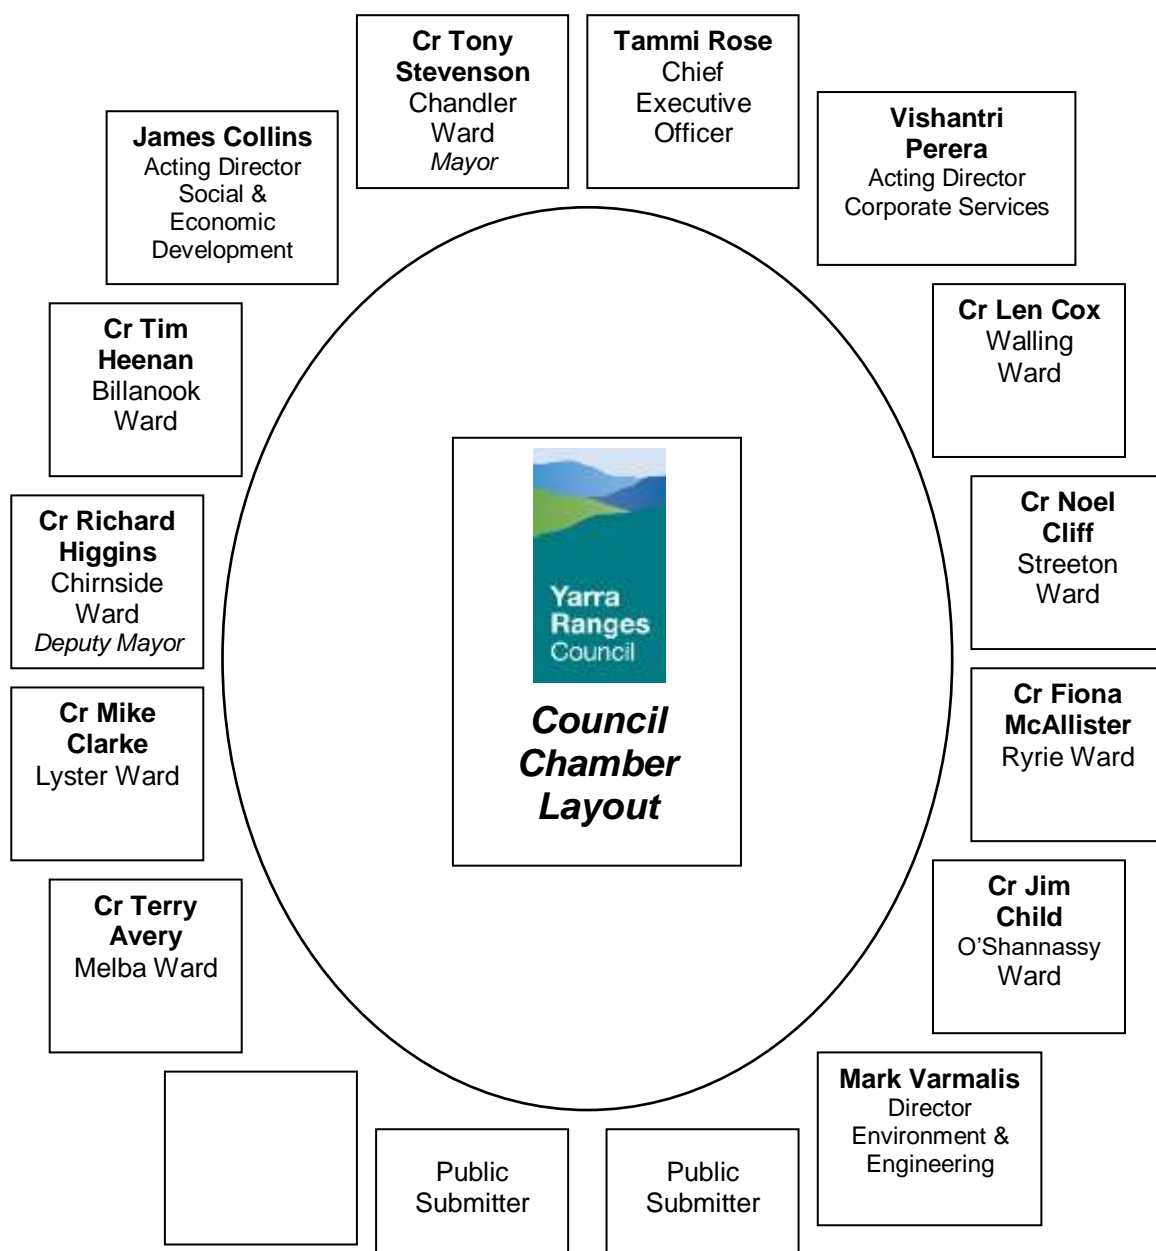 Cr Tony
Stevenson
Chandler
Ward
Mayor
Tammi Rose
Chief
Executive
Officer
James Collins
Acting Director
Social &
Economic
Development
Vishantri
Perera
Acting Director
Corporate Services
Cr Tim
Heenan
Billanook
Ward
Cr Len Cox
Walling
Ward
Cr Richard
Higgins
Chirnside
Ward
Deputy Mayor
Cr Noel
Cliff
Streeton
Ward
Yarra
Ranges
Council
Council
Chamber
Layout
Cr Mike
Clarke
Lyster Ward
Cr Fiona
McAllister
Ryrie Ward
Cr Terry
Avery
Melba Ward
Cr Jim
Child
O’Shannassy
Ward
Mark Varmalis
Director
Environment &
Engineering
Public
Submitter
Public
Submitter